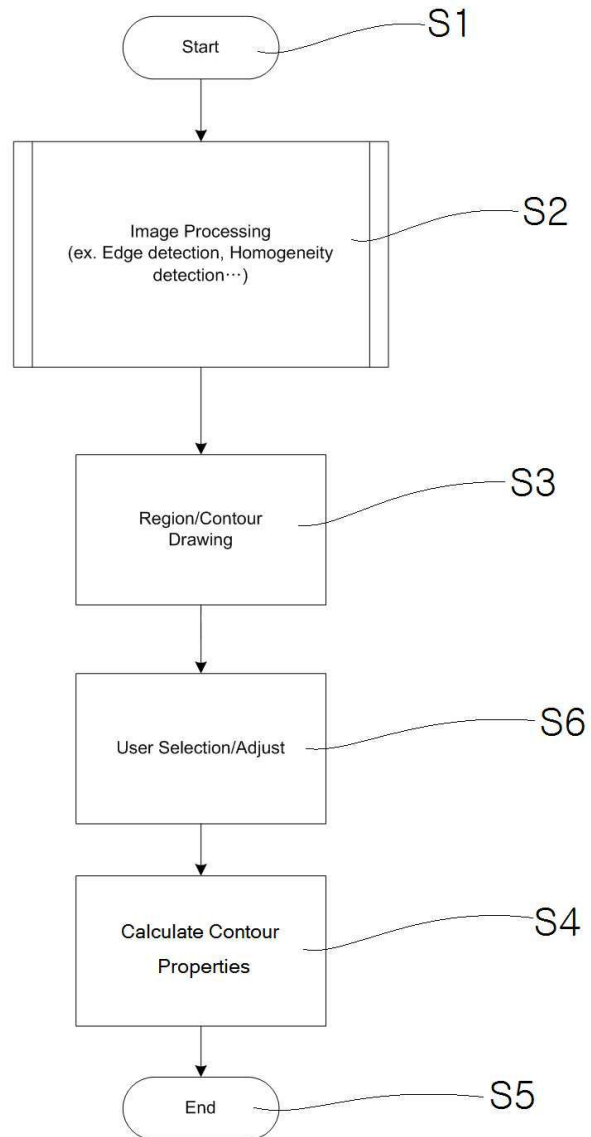 Start
S1
Image Processing
(ex. Edge detection, Homogeneity
detection⋯)
S2
Region/Contour
Drawing
S3
User Selection/Adjust
S6
Calculate Contour
Properties
S4
End
S5